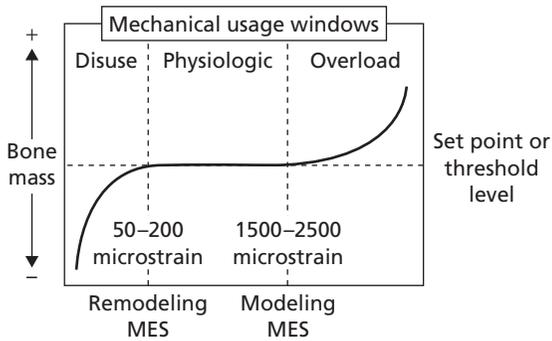 Mechanical usage windows
+
Disuse
Physiologic
Overload
Bone
mass
Set point or
threshold
level
50–200
microstrain
1500–2500
microstrain
–
Remodeling
MES
Modeling
MES